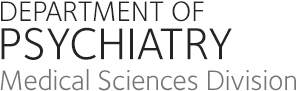 DEPARTMENT OF
PSYCHIATRY
Medical Sciences Division